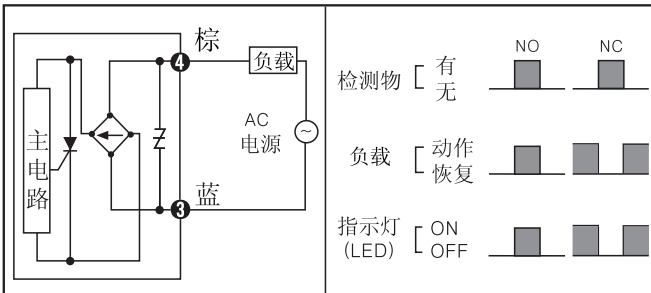 主电路
4
棕
负载
AC
电源
~
3
蓝
NO NC
检测物
有
无
负载
动作
恢复
指示灯
(LED)
ON
OFF